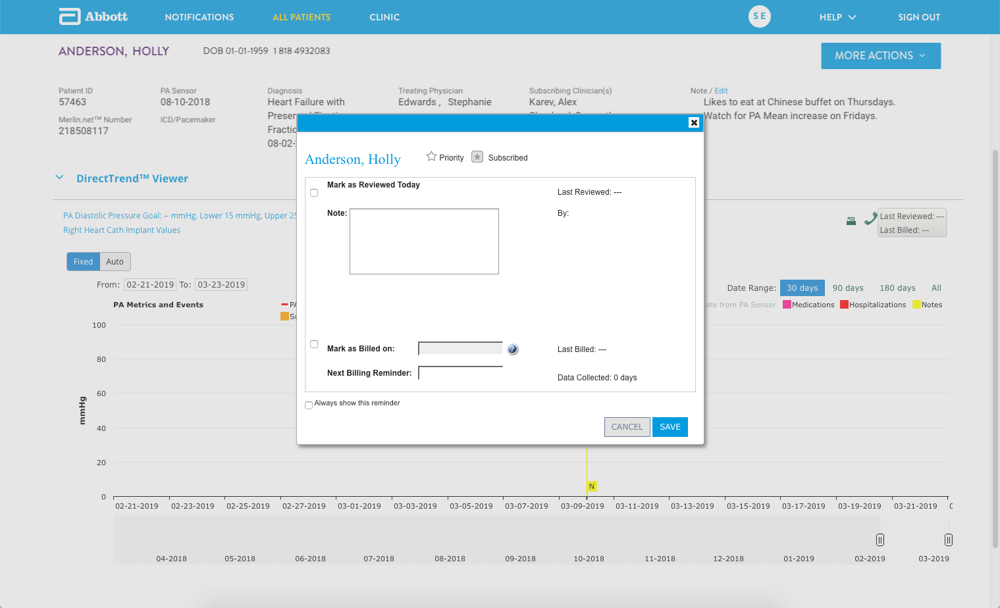 Abbott
NOTIFICATIONS
ALL PATIENTS
CLINIC
S E
HELP
SIGN OUT
ANDERSON, HOLLY
DOB 01-01-1959 1 818 4932083
MORE ACTIONS
Patient ID
57463
Merlin.net™ Number
218508117
PA Sensor
08-10-2018
ICD/Pacemaker
Diagnosis
Heart Failure with
08-02-
Treating Physician
Edwards , Stephanie
Subscribing Clinician(s)
Karev, Alex
Note / Edit
Likes to eat at Chinese buffet on Thursdays.
Watch for PA Mean increase on Fridays.
DirectTrend™ Viewer
PA Diastolic Pressure Goal: -- mmHg, Lower 15 mmHg, Upper 25
Right Heart Cath Implant Values
Last Reviewed: ---
Last Billed: ---
Fixed
Auto
From: 02-21-2019 To: 03-23-2019
Date Range: 30 days 90 days 180 days All
PA Metrics and Events
PA
Su
ate from PA Sensor
Medications
Hospitalizations
Notes
Anderson, Holly
Priority
Subscribed
Mark as Reviewed Today
Last Reviewed: ---
Note:
By:
Mark as Billed on:
?
Last Billed: ---
Next Billing Reminder:
Data Collected: 0 days
Always show this reminder
CANCEL
SAVE
mmHg
100
80
60
40
20
0
N
02-21-2019 02-23-2019 02-25-2019 02-27-2019 03-01-2019 03-03-2019 03-05-2019 03-07-2019 03-09-2019 03-11-2019 03-13-2019 03-15-2019 03-17-2019 03-19-2019 03-21-2019
04-2018 05-2018 06-2018 07-2018 08-2018 09-2018 10-2018 11-2018 12-2018 01-2019 02-2019 03-2019